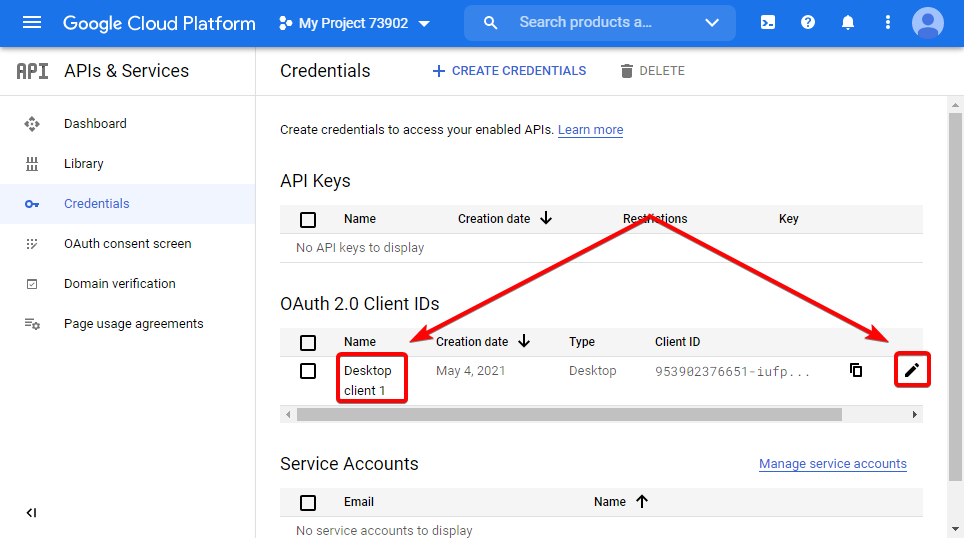 Google Cloud Platform My Project 73902 Search products a...
API APIs & Services Credentials CREATE CREDENTIALS DELETE
Dashboard
Library
Credentials
OAuth consent screen
Domain verification
Page usage agreements
Create credentials to access your enabled APIs. Learn more
API Keys
Name Creation date Restrictions Key
No API keys to display
OAuth 2.0 Client IDs
Name Creation date Type Client ID
Desktop client 1 May 4, 2021 Desktop 953902376651-iufp...
Service Accounts Manage service accounts
Email Name
No service accounts to display